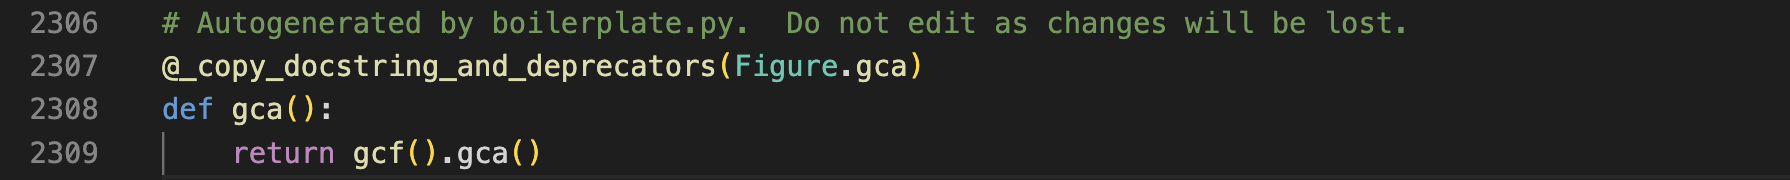 2306 # Autogenerated by boilerplate.py.  Do not edit as changes will be lost.
2307 @_copy_docstring_and_deprecators(Figure.gca)
2308 def gca():
2309     return gcf().gca()